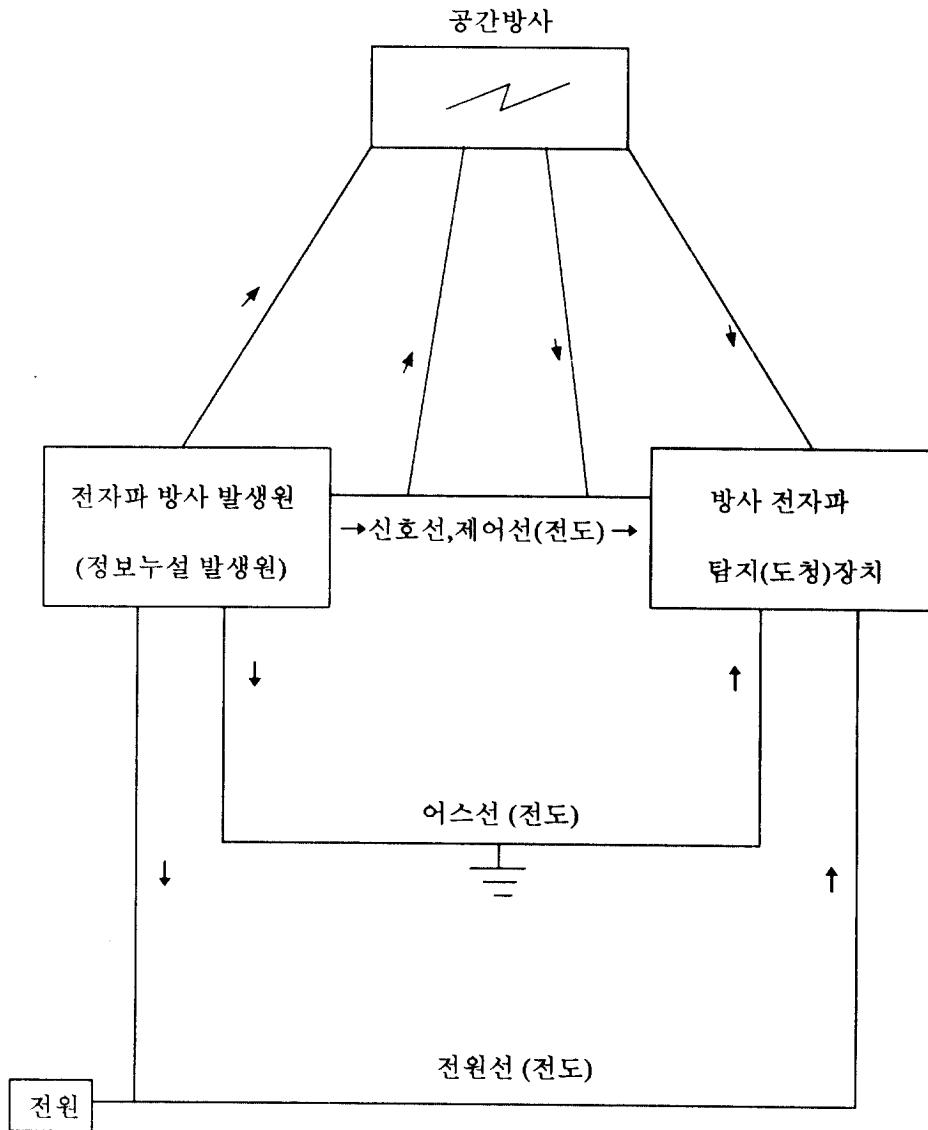 공간방사
전자파 방사 발생원
(정보누설 발생원)
→신호선,제어선(전도)→
방사 전자파
탐지(도청)장치
어스선 (전도)
전원선 (전도)
전원